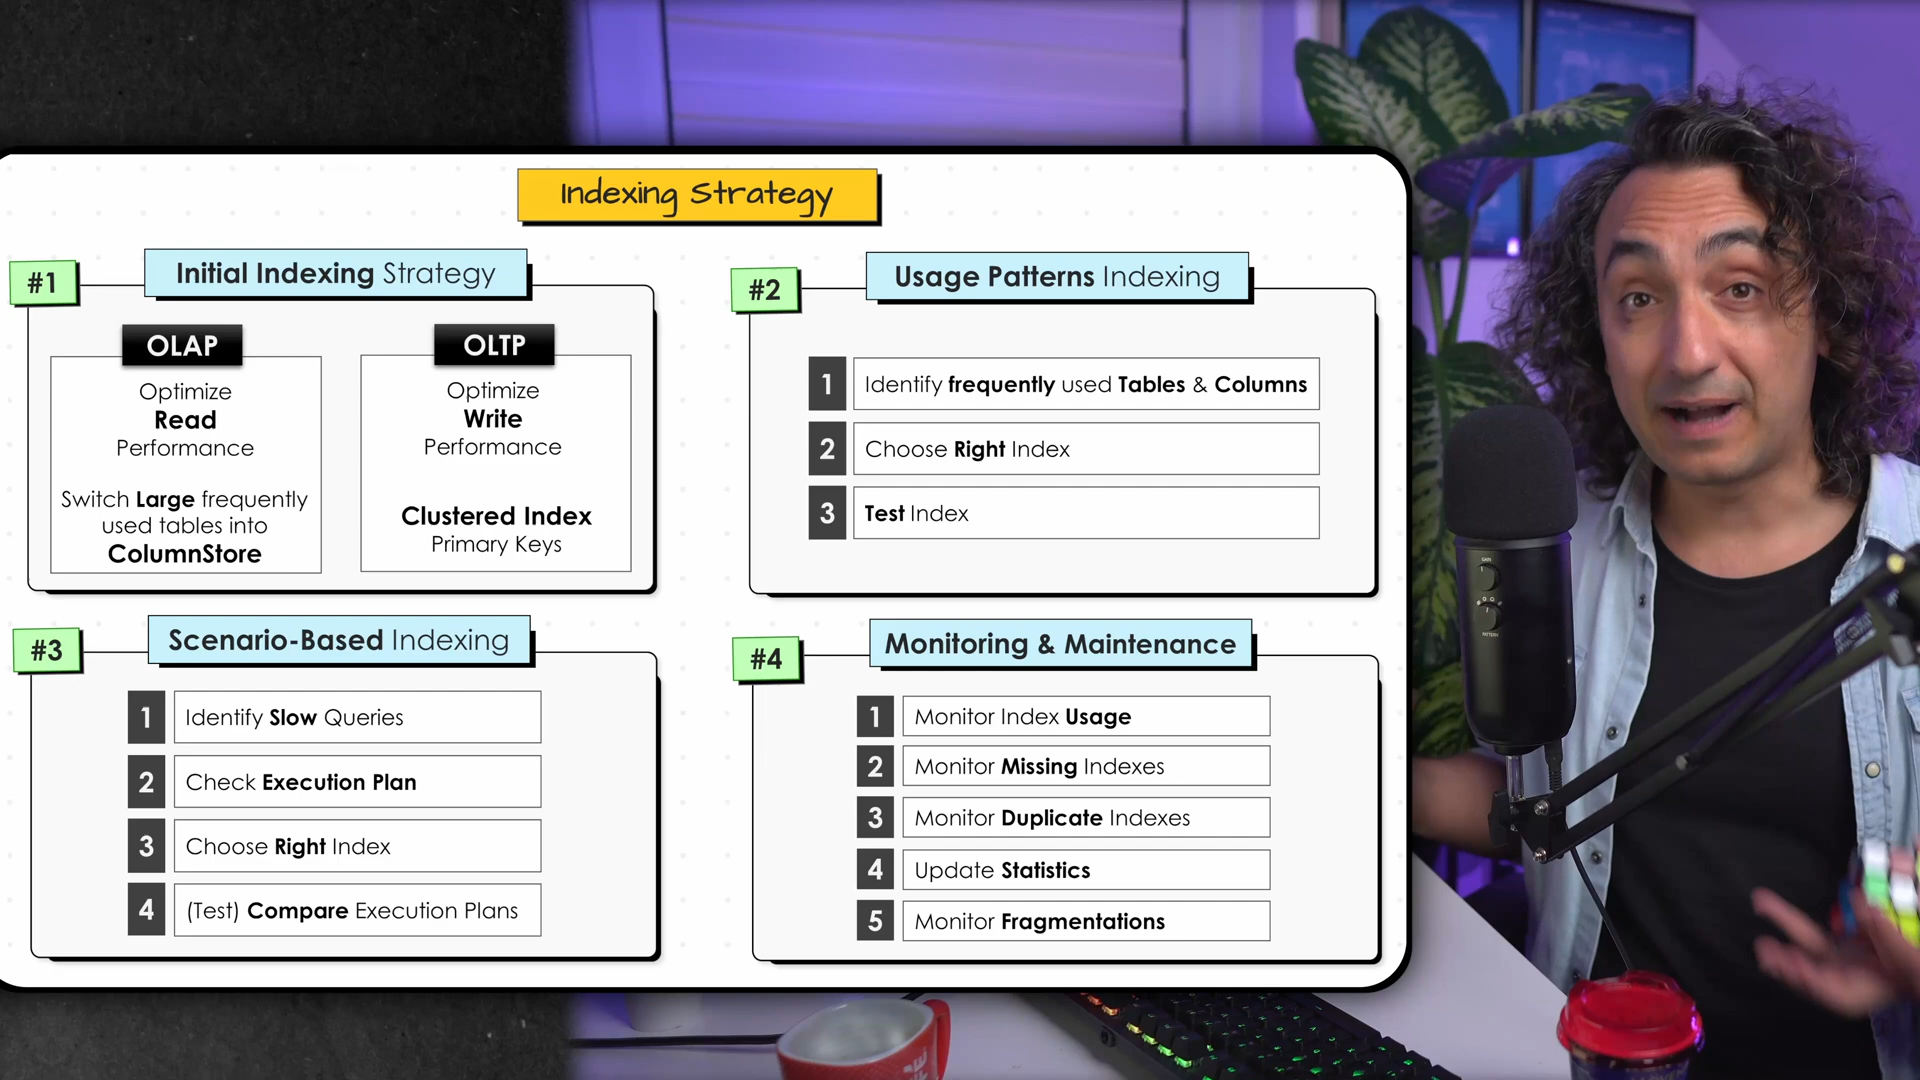 Indexing Strategy
#1
Initial Indexing Strategy
OLAP
Optimize
Read
Performance
Switch Large frequently
used tables into
ColumnStore
OLTP
Optimize
Write
Performance
Clustered Index
Primary Keys
#2
Usage Patterns Indexing
1 Identify frequently used Tables & Columns
2 Choose Right Index
3 Test Index
#3
Scenario-Based Indexing
1 Identify Slow Queries
2 Check Execution Plan
3 Choose Right Index
4 (Test) Compare Execution Plans
#4
Monitoring & Maintenance
1 Monitor Index Usage
2 Monitor Missing Indexes
3 Monitor Duplicate Indexes
4 Update Statistics
5 Monitor Fragmentations
GAIN
PATTERN